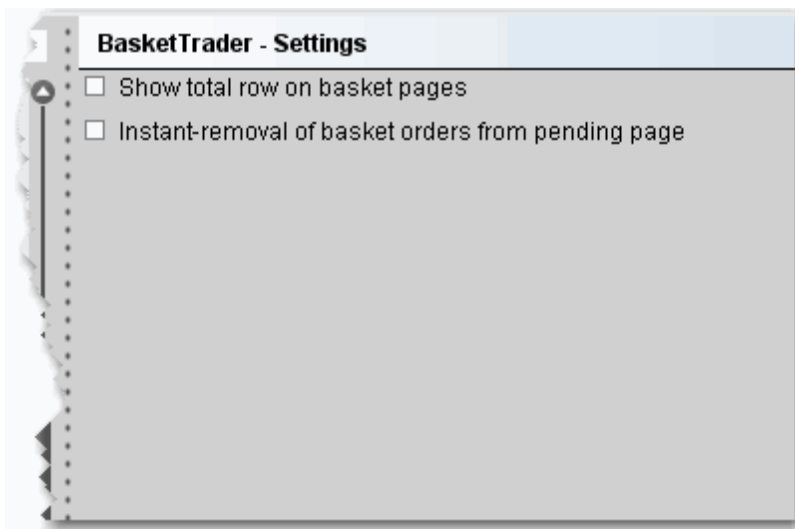 BasketTrader - Settings
Show total row on basket pages
Instant-removal of basket orders from pending page